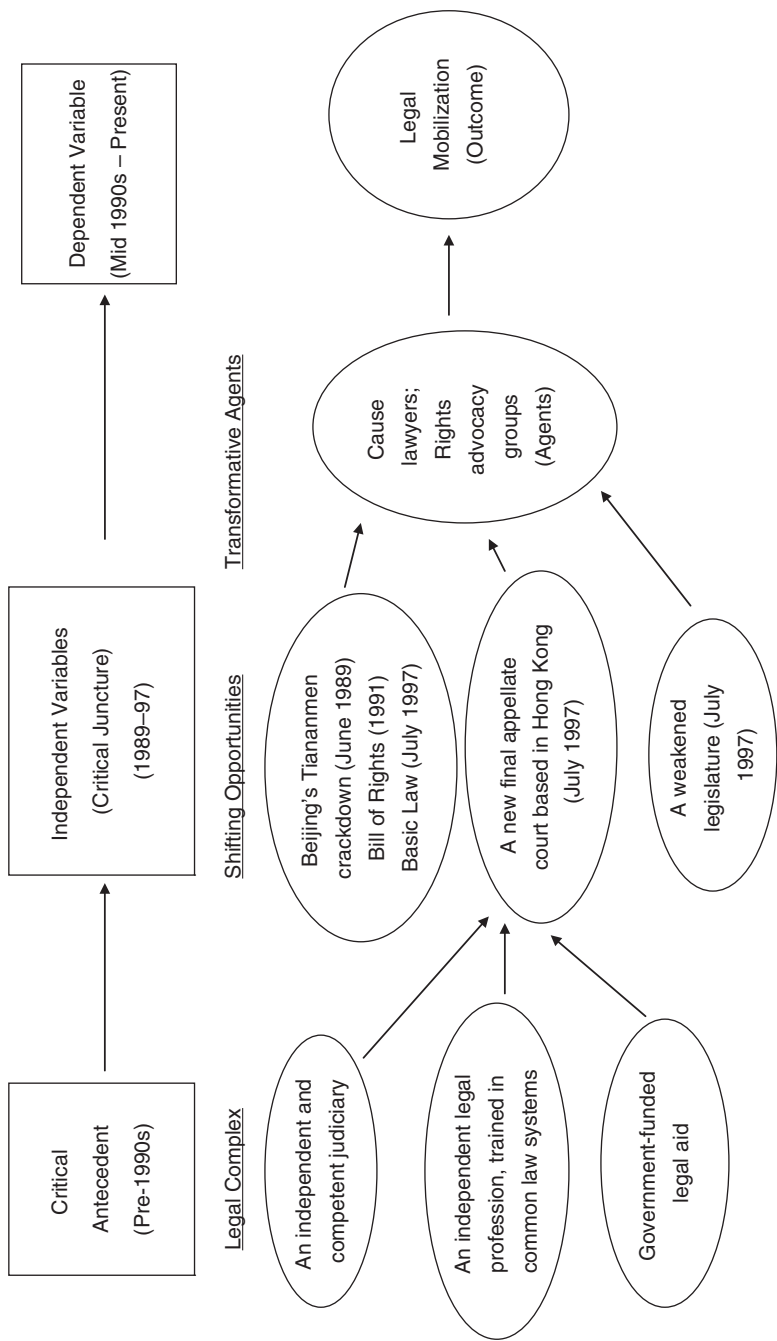 Critical
Antecedent
(Pre-1990s)
Independent Variables
(Critical Juncture)
(1989–97)
Dependent Variable
(Mid 1990s – Present)
Legal Complex
Shifting Opportunities
Transformative Agents
An independent and
competent judiciary
An independent legal
profession, trained in
common law systems
Government-funded
legal aid
Beijing's Tiananmen
crackdown (June 1989)
Bill of Rights (1991)
Basic Law (July 1997)
A new final appellate
court based in Hong Kong
(July 1997)
A weakened
legislature (July
1997)
Cause
lawyers;
Rights
advocacy
groups
(Agents)
Legal
Mobilization
(Outcome)